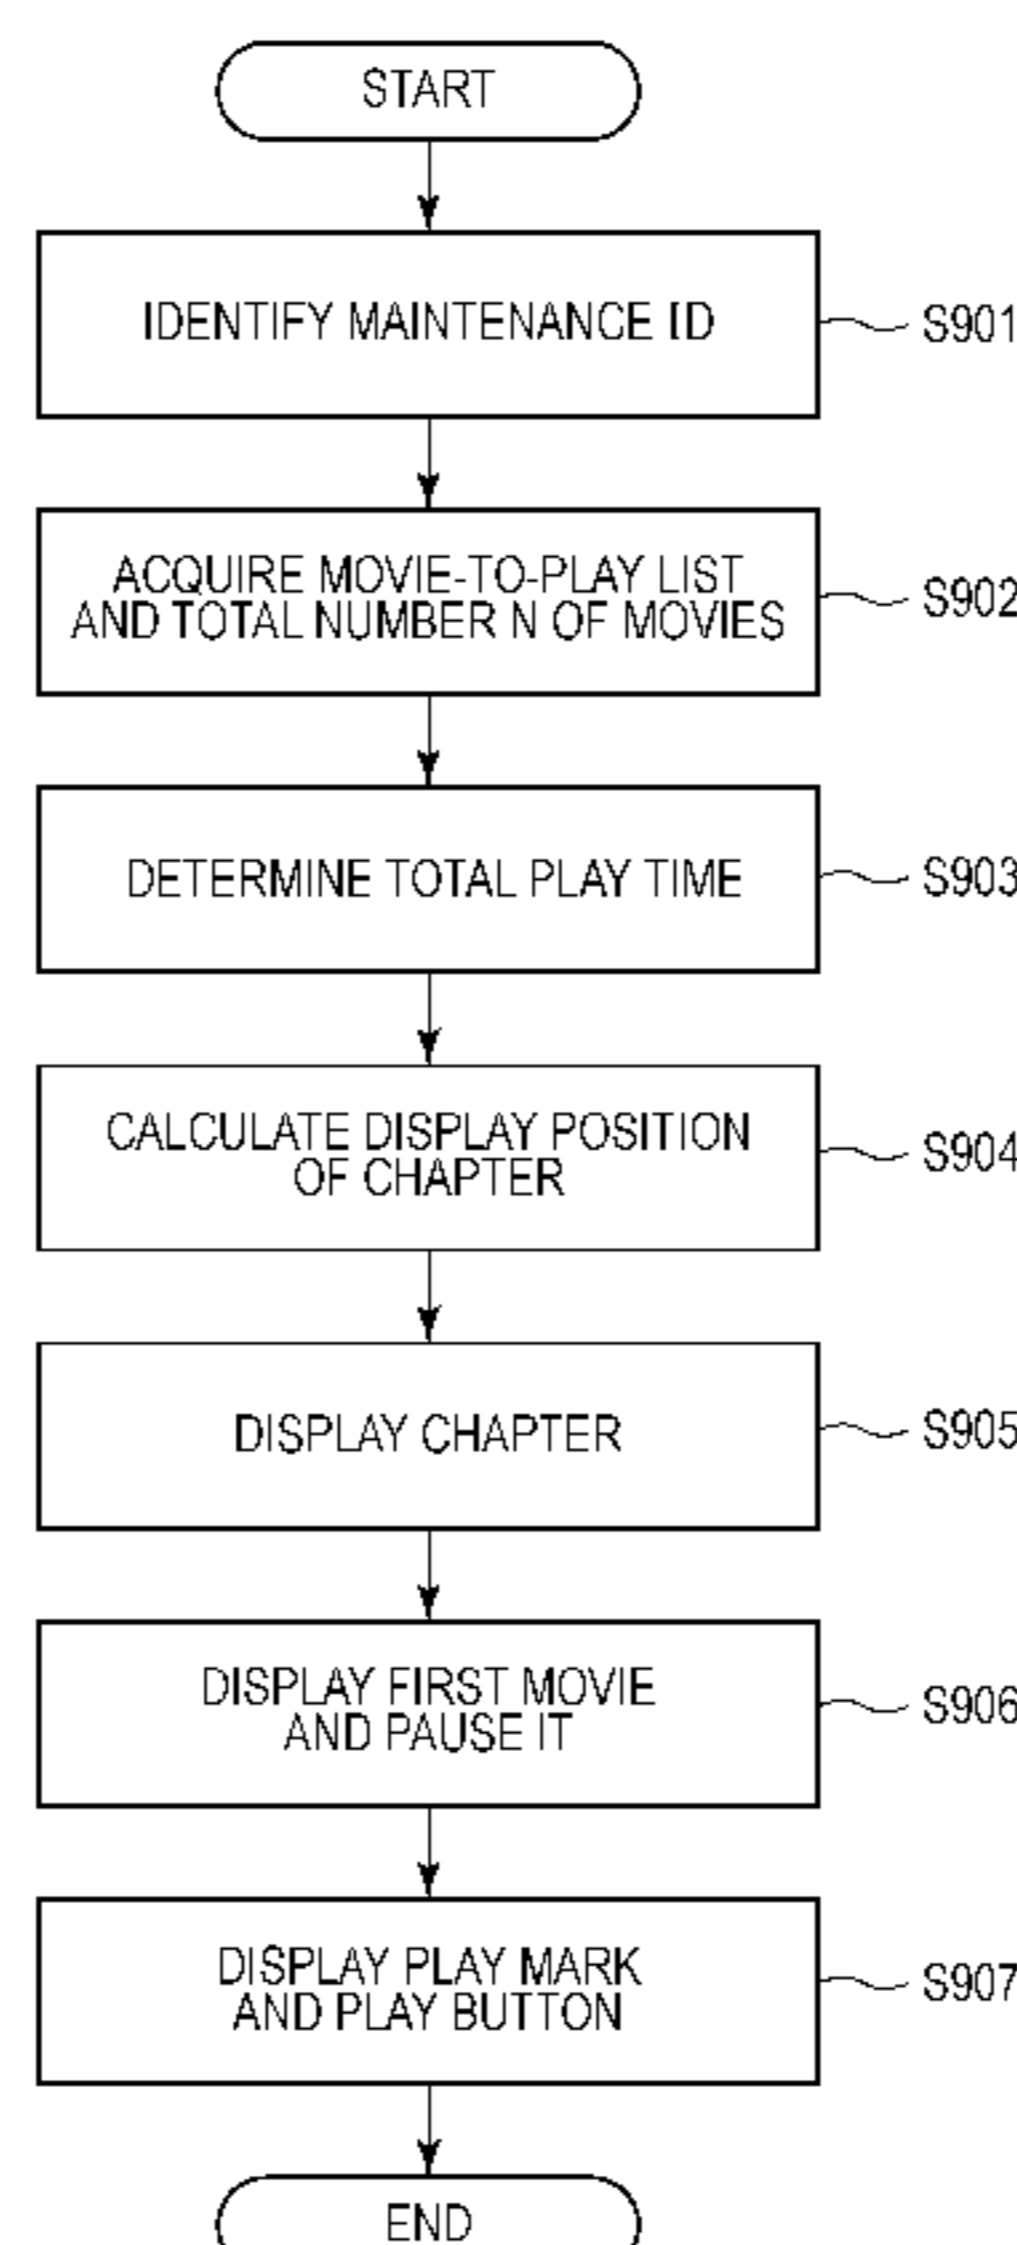 START
IDENTIFY MAINTENANCE ID
S901
ACQUIRE MOVIE-TO-PLAY LIST
AND TOTAL NUMBER N OF MOVIES
S902
DETERMINE TOTAL PLAY TIME
S903
CALCULATE DISPLAY POSITION
OF CHAPTER
S904
DISPLAY CHAPTER
S905
DISPLAY FIRST MOVIE
AND PAUSE IT
S906
DISPLAY PLAY MARK
AND PLAY BUTTON
S907
END